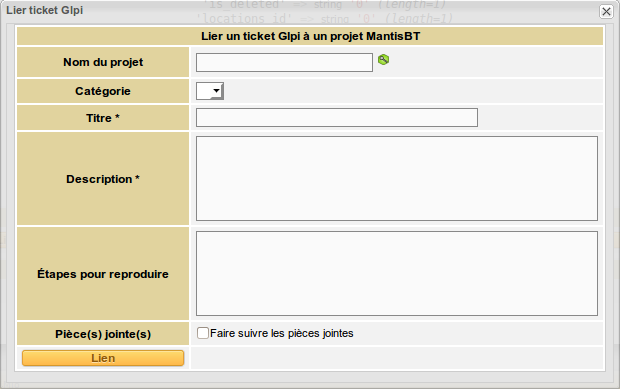 'is_deleted' => string '0' (length=1)
Lier ticket Glpi
'locations_id' => string '0' (length=1)
Lier un ticket Glpi à un projet MantisBT
Nom du projet
Catégorie
Titre *
Description *
Étapes pour reproduire
Pièce(s) jointe(s)
Faire suivre les pièces jointes
Lien